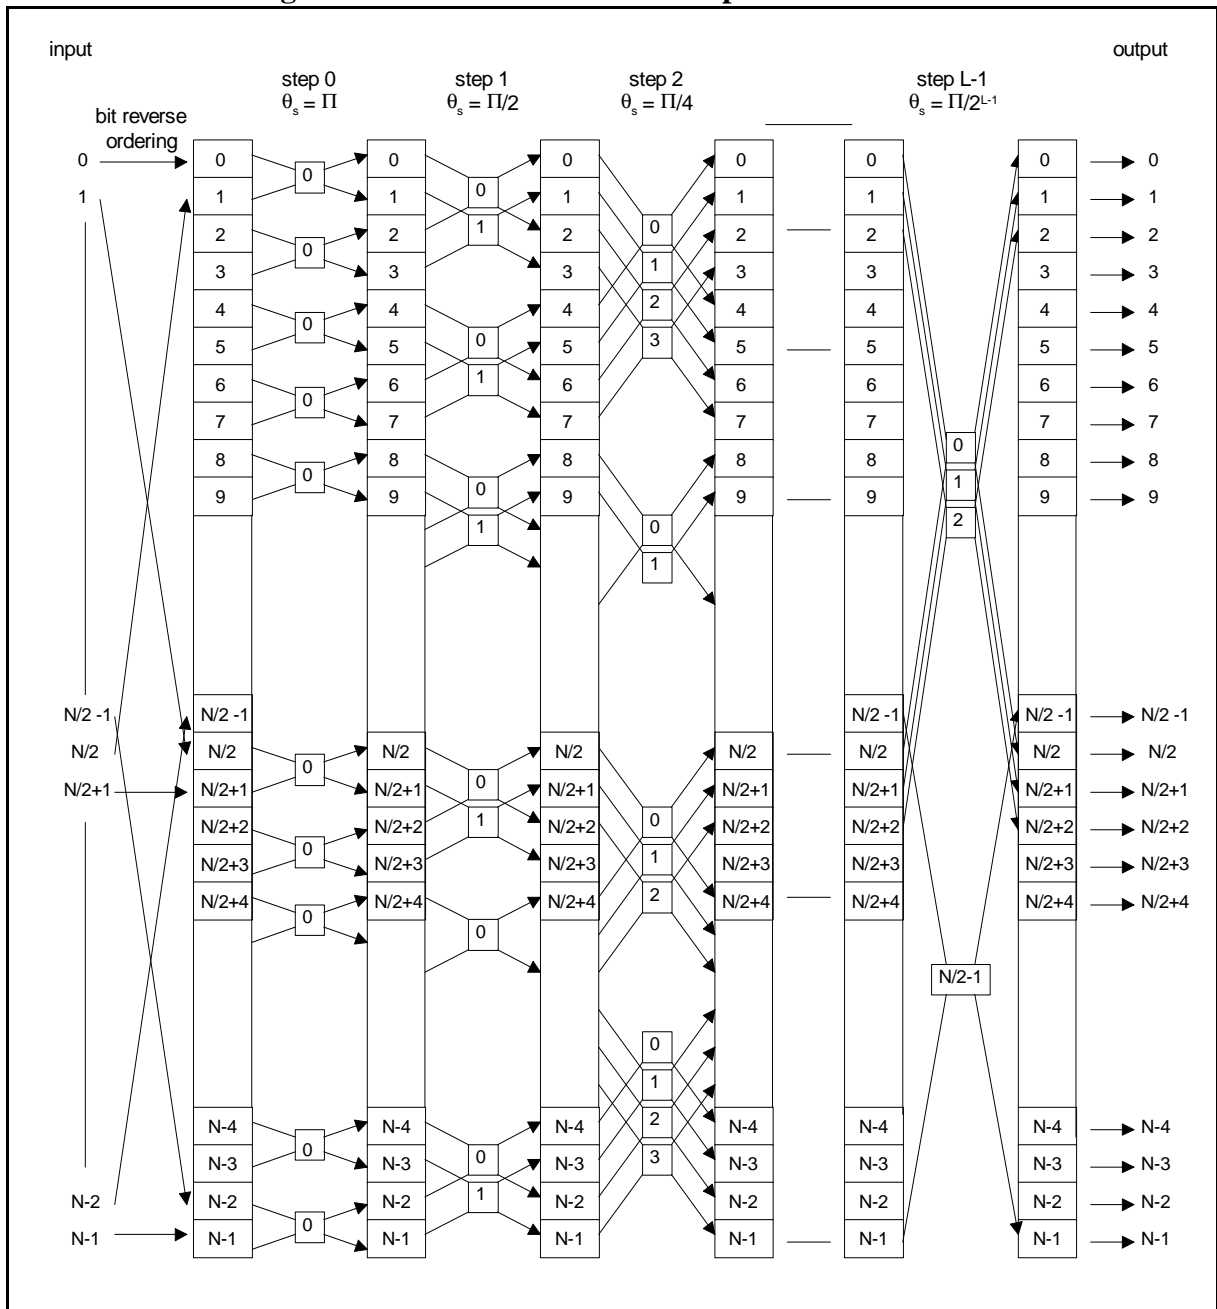 input output
step 0 step 1 step 2 step L-1
θs = Π θs = Π/2 θs = Π/4 θs = Π/2^L-1
bit reverse
ordering
0 0 0 0 0 0 0 0
0
1 1 1 1 1 1 1 1
0
2 2 2 2 2 2 2
1 0
0
3 3 3 3 3 3 3
1
4 4 4 4 4 4 4
2
0
5 5 5 5 5 5 5
0 3
6 6 6 6 6 6 6
1
0
7 7 7 7 7 7 7
0
8 8 8 8 8 8 8
0
1
9 9 9 9 9 9 9
0
2
1 0
1
N/2 -1 N/2 -1 N/2 -1 N/2 -1 N/2 -1
N/2 N/2 N/2 N/2 N/2 N/2 N/2 N/2
0
0
N/2+1 N/2+1 N/2+1 N/2+1 N/2+1 N/2+1 N/2+1 N/2+1
1 0
N/2+2 N/2+2 N/2+2 N/2+2 N/2+2 N/2+2 N/2+2
0 1
N/2+3 N/2+3 N/2+3 N/2+3 N/2+3 N/2+3 N/2+3
2
N/2+4 N/2+4 N/2+4 N/2+4 N/2+4 N/2+4 N/2+4
0
0
N/2-1
0
1
2
N-4 N-4 N-4 N-4 N-4 N-4 N-4
0
0 3
N-3 N-3 N-3 N-3 N-3 N-3 N-3
1
N-2 N-2 N-2 N-2 N-2 N-2 N-2 N-2
0
N-1 N-1 N-1 N-1 N-1 N-1 N-1 N-1